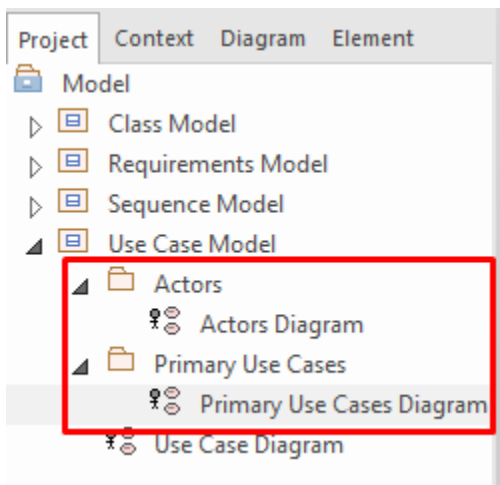 Project Context Diagram Element
Model
Class Model
Requirements Model
Sequence Model
Use Case Model
Actors
Actors Diagram
Primary Use Cases
Primary Use Cases Diagram
Use Case Diagram